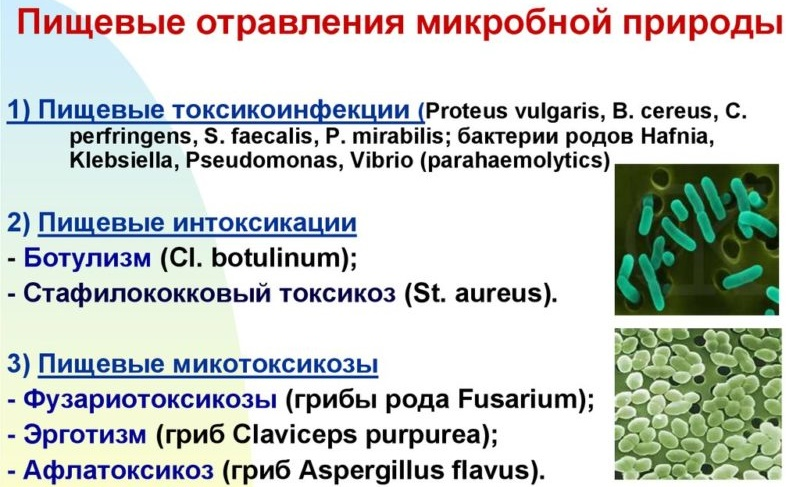 Пищевые отравления микробной природы
1) Пищевые токсикоинфекции (Proteus vulgaris, B. cereus, C.
perfringens, S. faecalis, P. mirabilis; бактерии родов Hafnia,
Klebsiella, Pseudomonas, Vibrio (parahaemolytics)
2) Пищевые интоксикации
- Ботулизм (Cl. botulinum);
- Стафилококковый токсикоз (St. aureus).
3) Пищевые микотоксикозы
- Фузариотоксикозы (грибы рода Fusarium);
- Эрготизм (гриб Claviceps purpurea);
- Афлатоксикоз (гриб Aspergillus flavus).